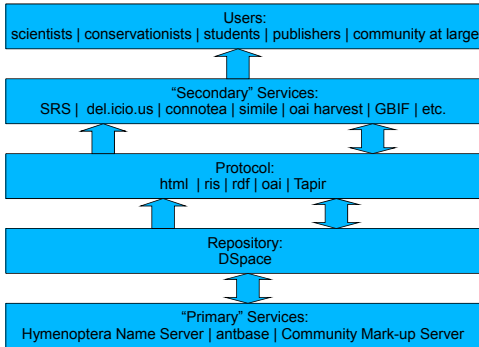 Users:
scientists | conservationists | students | publishers | community at large
“Secondary” Services:
SRS | del.icio.us | connotea | simile | oai harvest | GBIF | etc.
Protocol:
html | ris | rdf | oai | Tapir
Repository:
DSpace
“Primary” Services:
Hymenoptera Name Server | antbase | Community Mark-up Server